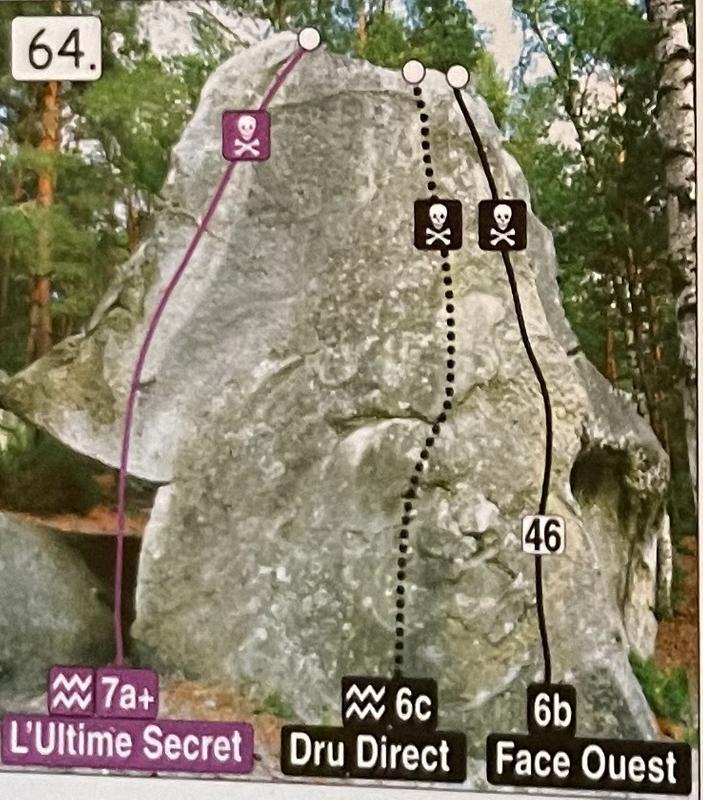 64.
46
7a+
6c
6b
L'Ultime Secret
Dru Direct
Face Ouest